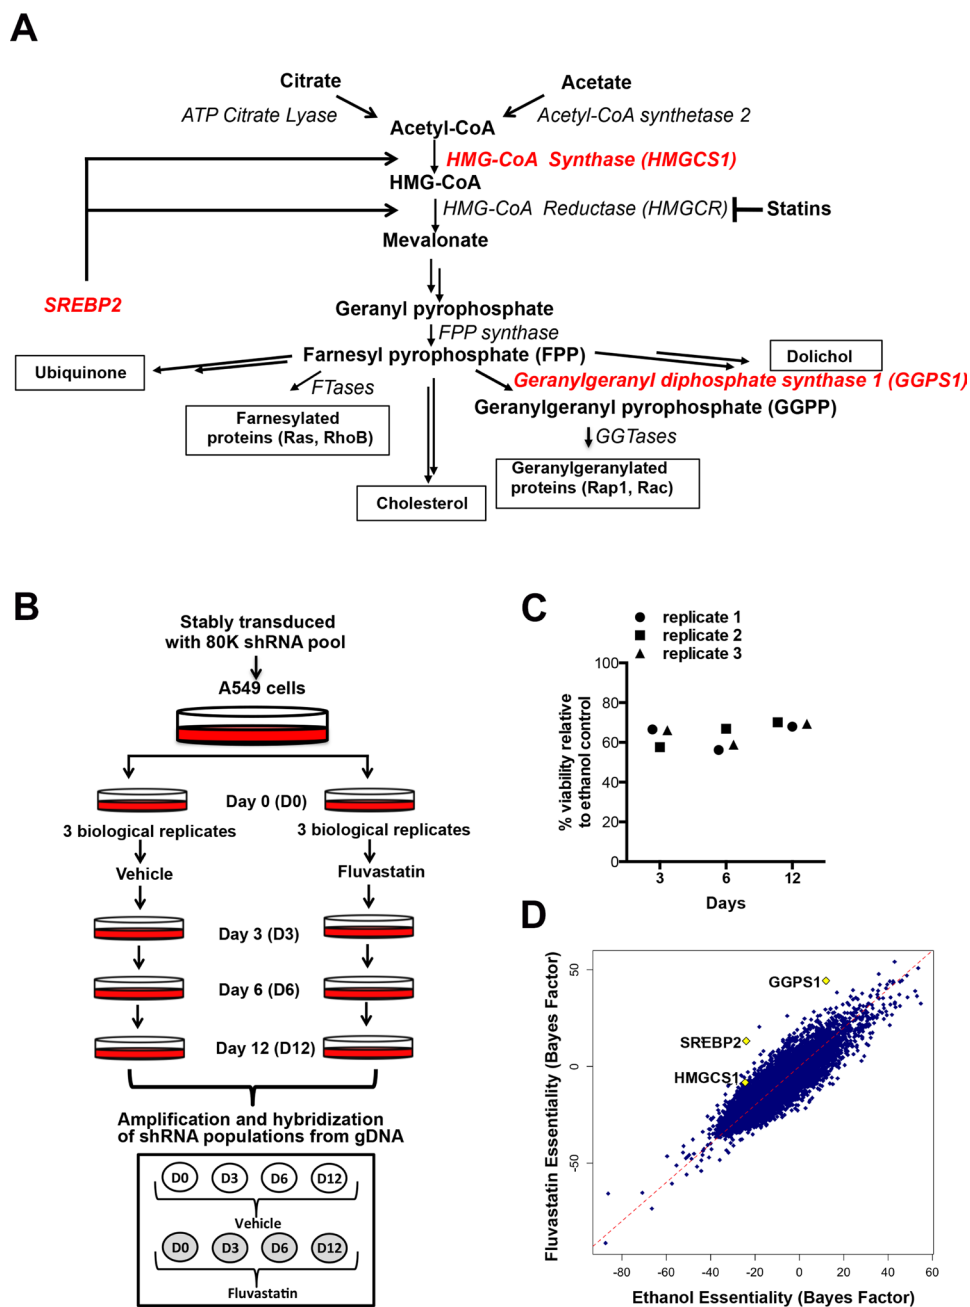 A
Citrate
Acetate
ATP Citrate Lyase
Acetyl-CoA synthetase 2
Acetyl-CoA
HMG-CoA Synthase (HMGCS1)
HMG-CoA
HMG-CoA Reductase (HMGCR)
Statins
Mevalonate
SREBP2
Geranyl pyrophosphate
FPP synthase
Farnesyl pyrophosphate (FPP)
Dolichol
Ubiquinone
FTases
Geranylgeranyl diphosphate synthase 1 (GGPS1)
Geranylgeranyl pyrophosphate (GGPP)
Farnesylated
proteins (Ras, RhoB)
GGTases
Geranylgeranylated
proteins (Rap1, Rac)
Cholesterol
B
Stably transduced
with 80K shRNA pool
A549 cells
Day 0 (D0)
3 biological replicates
3 biological replicates
Vehicle
Fluvastatin
Day 3 (D3)
Day 6 (D6)
Day 12 (D12)
Amplification and hybridization
of shRNA populations from gDNA
D0 D3 D6 D12
Vehicle
D0 D3 D6 D12
Fluvastatin
C
replicate 1
replicate 2
replicate 3
% viability relative
to ethanol control
100
80
60
40
20
0
3 6 12
Days
D
Fluvastatin Essentiality (Bayes Factor)
50
0
-50
GGPS1
SREBP2
HMGCS1
-80 -60 -40 -20 0 20 40 60
Ethanol Essentiality (Bayes Factor)